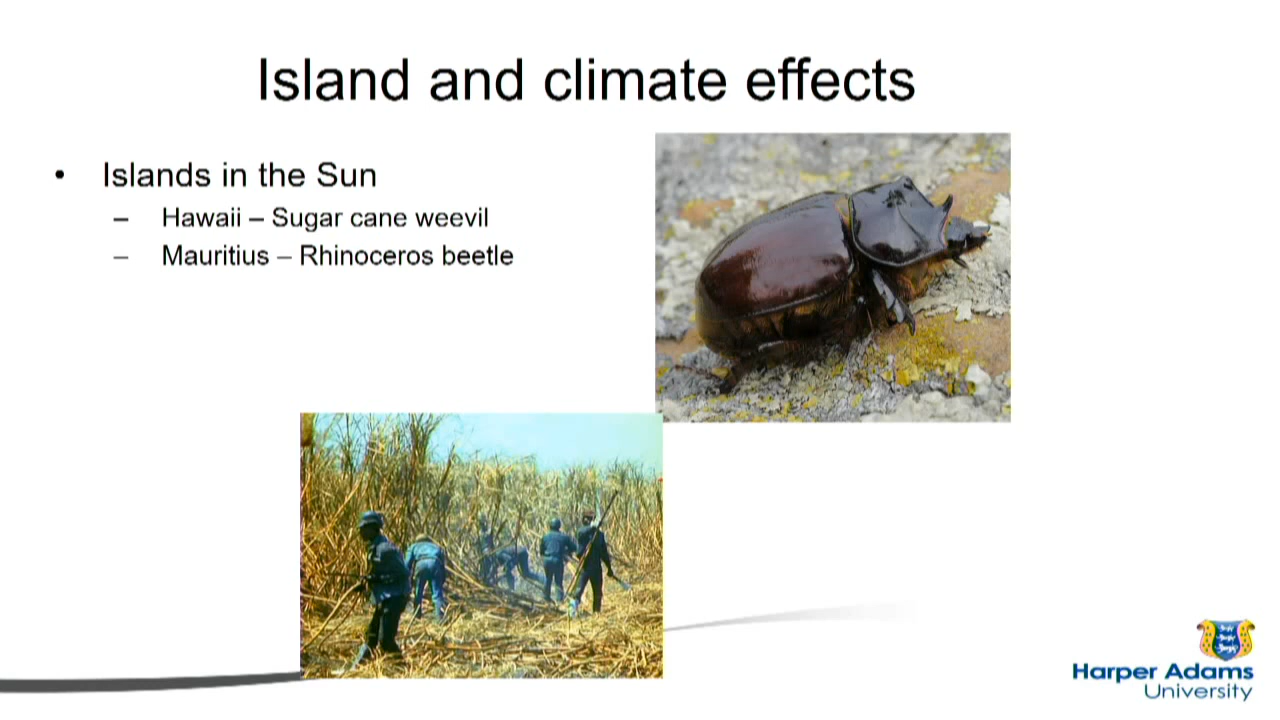 Island and climate effects
• Islands in the Sun
– Hawaii – Sugar cane weevil
– Mauritius – Rhinoceros beetle
Harper Adams
University